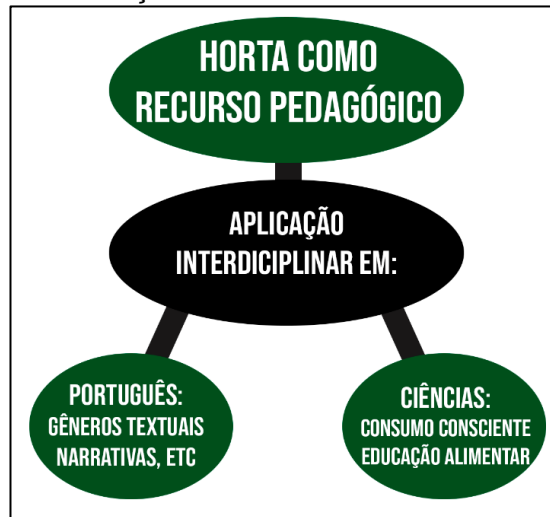 HORTA COMO
RECURSO PEDAGÓGICO
APLICAÇÃO
INTERDICIPLINAR EM:
PORTUGUÊS:
GÊNEROS TEXTUAIS
NARRATIVAS, ETC
CIÊNCIAS:
CONSUMO CONSCIENTE
EDUCAÇÃO ALIMENTAR